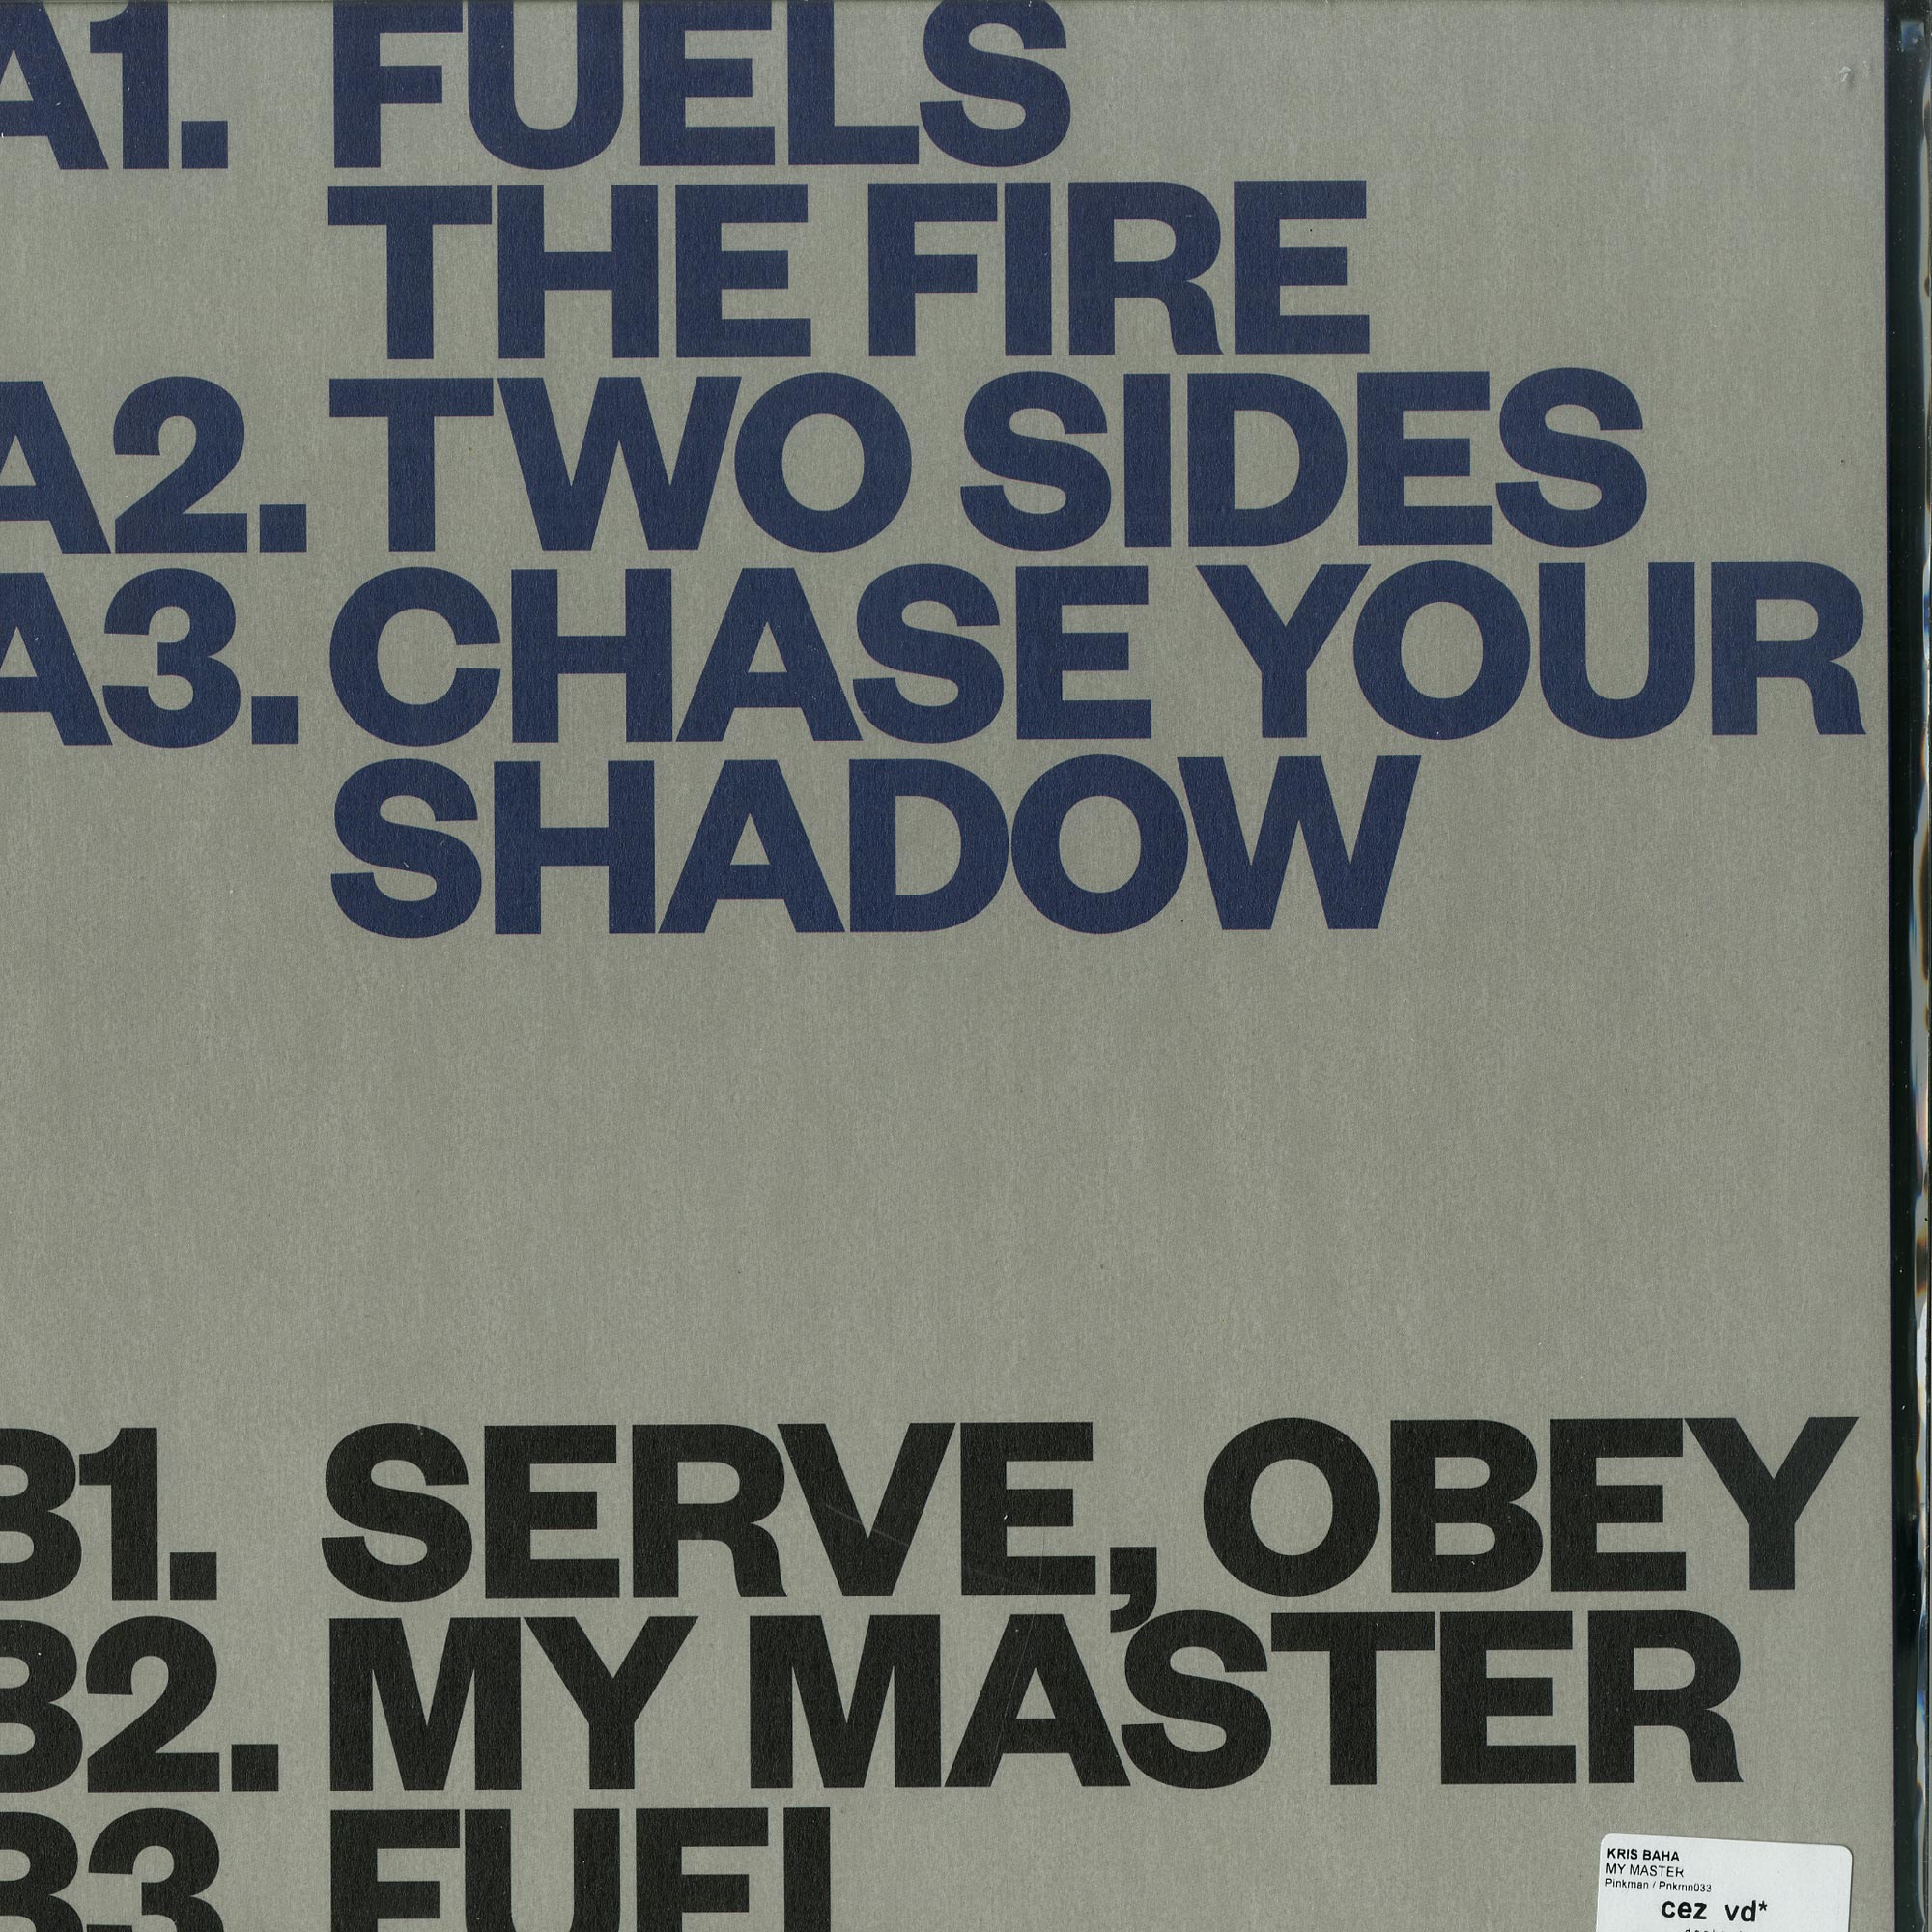 A1. FUELS
THE FIRE
A2. TWO SIDES
A3. CHASE YOUR
SHADOW
B1. SERVE, OBEY
B2. MY MASTER
B3 FUEL
KRIS BAHA
MY MASTER
Pinkman / Pnkmn033
cez vd*